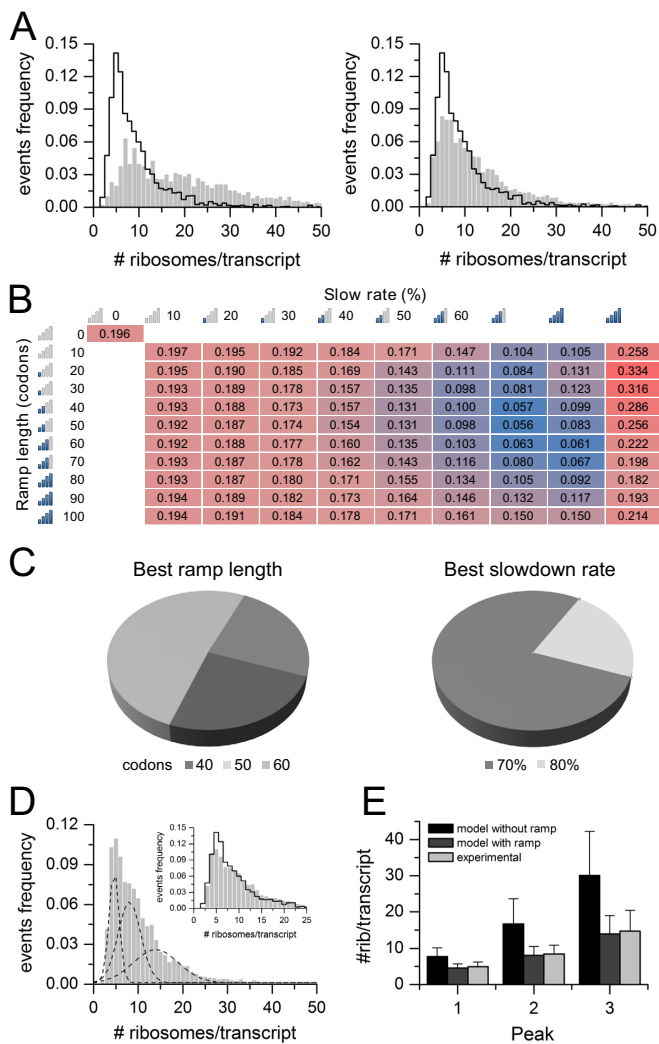 A
0.15
0.12
0.09
0.06
0.03
0.00
events frequency
0 10 20 30 40 50
# ribosomes/transcript
0.15
0.12
0.09
0.06
0.03
0.00
events frequency
0 10 20 30 40 50
# ribosomes/transcript
B
Slow rate (%)
0 10 20 30 40 50 60
Ramp length (codons)
0 0.196
10 0.197 0.195 0.192 0.184 0.171 0.147 0.104 0.105 0.258
20 0.195 0.190 0.185 0.169 0.143 0.111 0.084 0.131 0.334
30 0.193 0.189 0.178 0.157 0.135 0.098 0.081 0.123 0.316
40 0.193 0.188 0.173 0.157 0.131 0.100 0.057 0.099 0.286
50 0.192 0.187 0.174 0.154 0.131 0.098 0.056 0.083 0.256
60 0.192 0.188 0.177 0.160 0.135 0.103 0.063 0.061 0.222
70 0.193 0.187 0.178 0.162 0.143 0.116 0.080 0.067 0.198
80 0.193 0.187 0.180 0.171 0.155 0.134 0.105 0.092 0.182
90 0.194 0.189 0.182 0.173 0.164 0.146 0.132 0.117 0.193
100 0.194 0.191 0.184 0.178 0.171 0.161 0.150 0.150 0.214
C
Best ramp length
codons 40 50 60
Best slowdown rate
70% 80%
D
0.12
0.09
0.06
0.03
0.00
events frequency
0 10 20 30 40 50
# ribosomes/transcript
0.15
0.12
0.09
0.06
0.03
0.00
events frequency
0 5 10 15 20 25
# ribosomes/transcript
E
model without ramp
model with ramp
experimental
40
30
20
10
0
#rib/transcript
1 2 3
Peak